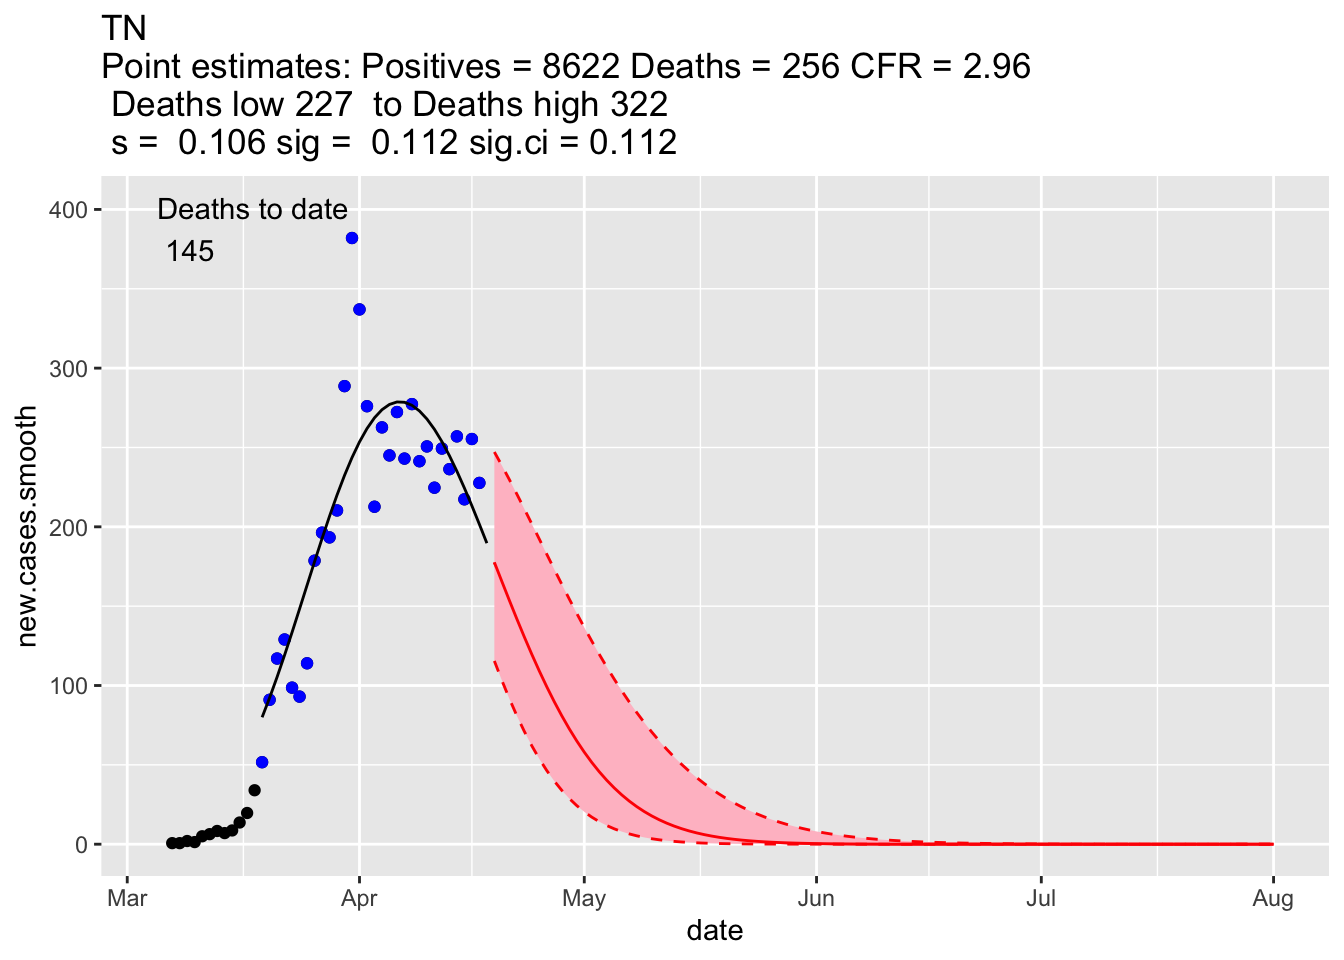 TN
Point estimates: Positives = 8622 Deaths = 256 CFR = 2.96
Deaths low 227  to Deaths high 322
s =  0.106 sig =  0.112 sig.ci = 0.112
Deaths to date
145
400
300
200
100
0
new.cases.smooth
Mar Apr May Jun Jul Aug
date